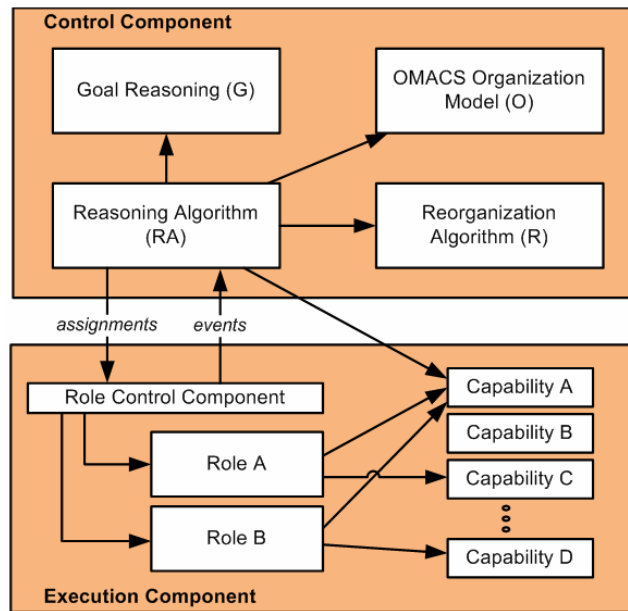 Control Component
Goal Reasoning (G)
OMACS Organization
Model (O)
Reasoning Algorithm
(RA)
Reorganization
Algorithm (R)
assignments
events
Role Control Component
Capability A
Role A
Capability B
Capability C
Role B
Capability D
Execution Component